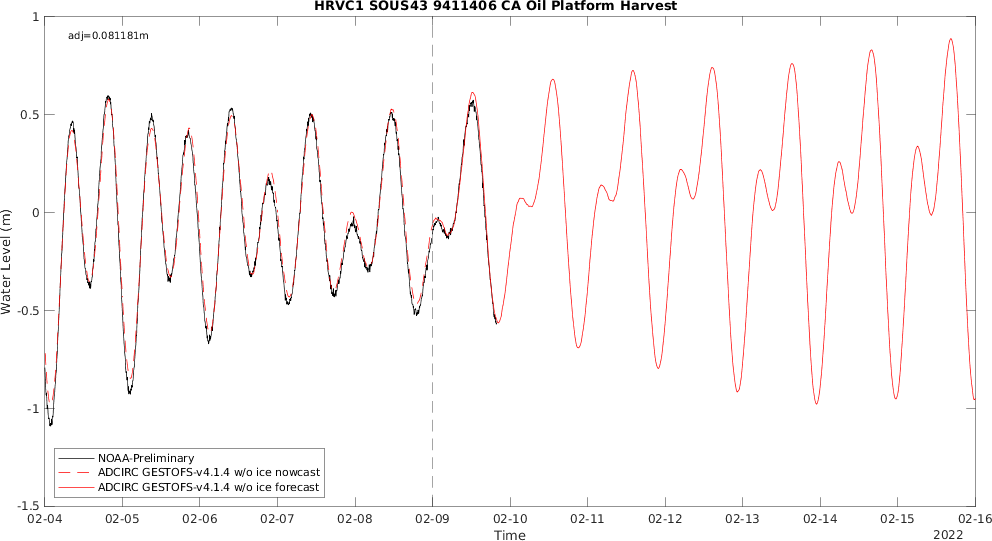 HRVC1 SOUS43 9411406 CA Oil Platform Harvest
adj=0.081181m
Water Level (m)
1
0.5
0
-0.5
-1
-1.5
NOAA-Preliminary
ADCIRC GESTOFS-v4.1.4 w/o ice nowcast
ADCIRC GESTOFS-v4.1.4 w/o ice forecast
02-04 02-05 02-06 02-07 02-08 02-09 02-10 02-11 02-12 02-13 02-14 02-15 02-16
Time
2022